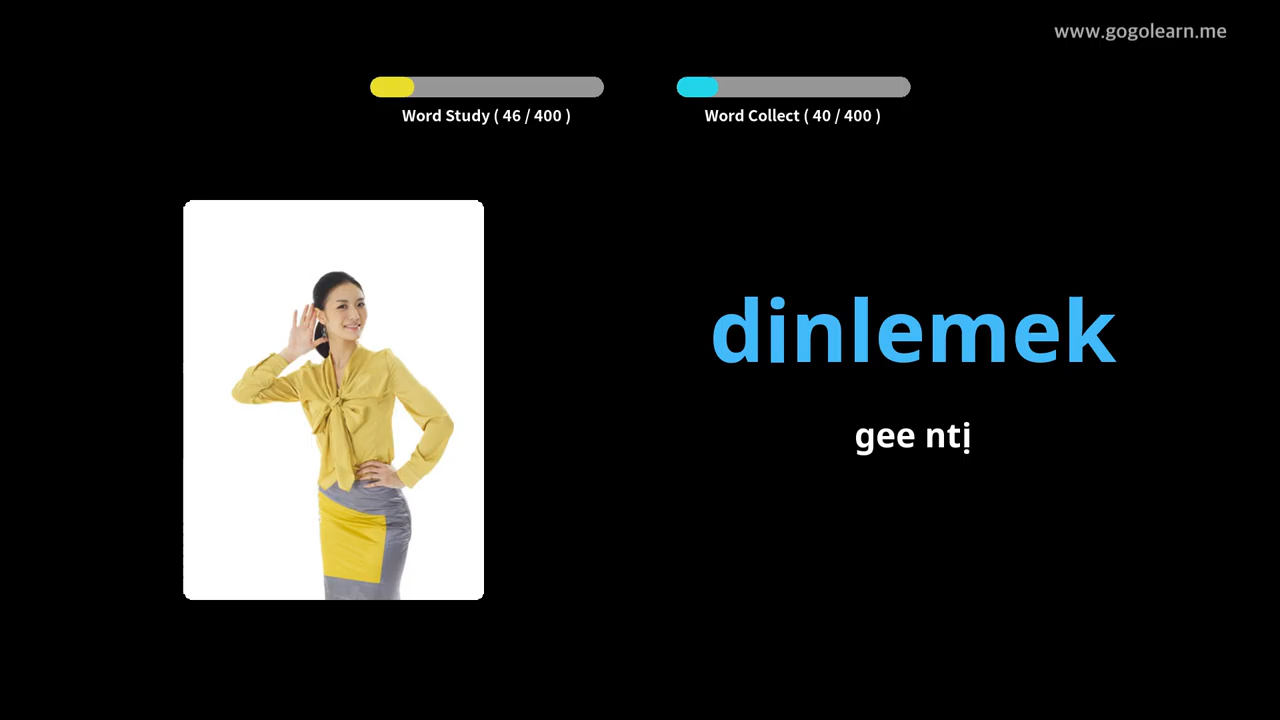 www.gogolearn.me
Word Study ( 46 / 400 )
Word Collect ( 40 / 400 )
dinlemek
gee ntị